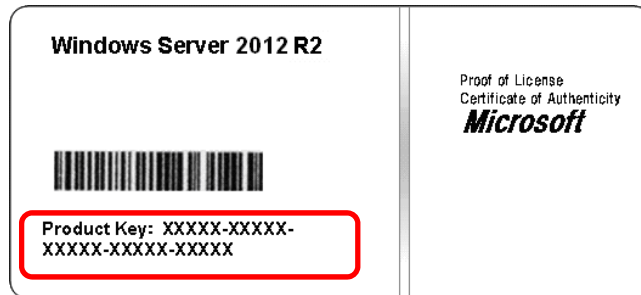 Windows Server 2012 R2
Proof of License
Certificate of Authenticity
Microsoft
Product Key: XXXXX-XXXXX-
XXXXX-XXXXX-XXXXX